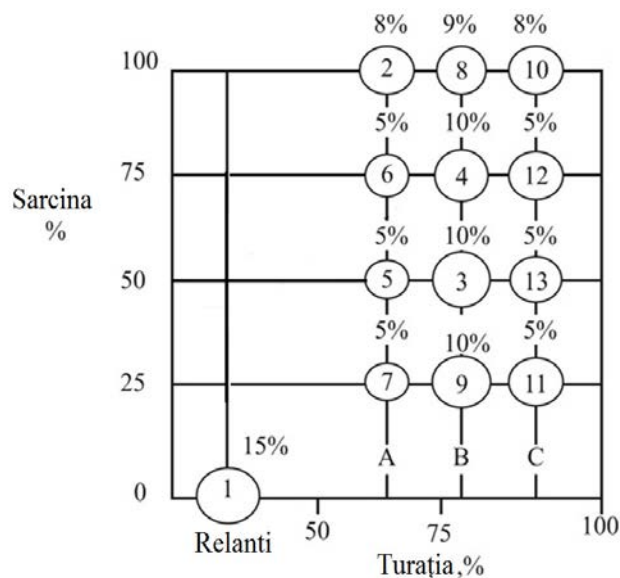 8% 9% 8%
100 2 8 10
5% 10% 5%
75 6 4 12
Sarcina
%
5% 10% 5%
50 5 3 13
5% 10% 5%
25 7 9 11
15% A B C
0 1
50 75 100
Relanti
Turația,%